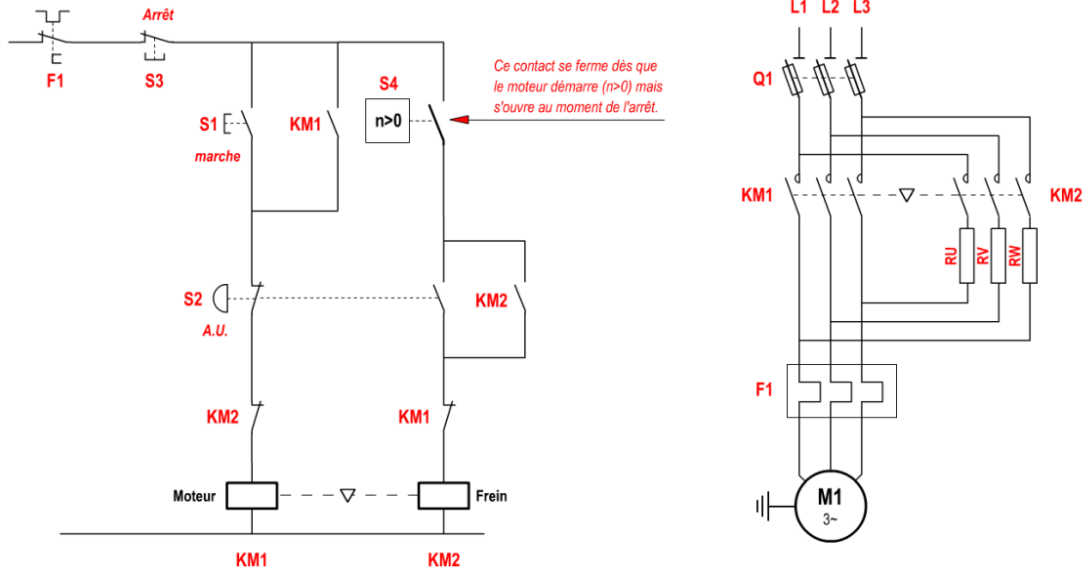 Arrêt
F1
S3
S4
n>0
Ce contact se ferme dès que
le moteur démarre (n>0) mais
s'ouvre au moment de l'arrêt.
S1
marche
KM1
S2
A.U.
KM2
KM2
KM1
Moteur
Frein
KM1
KM2
L1 L2 L3
Q1
KM1
KM2
RU
RV
RW
F1
M1
3~